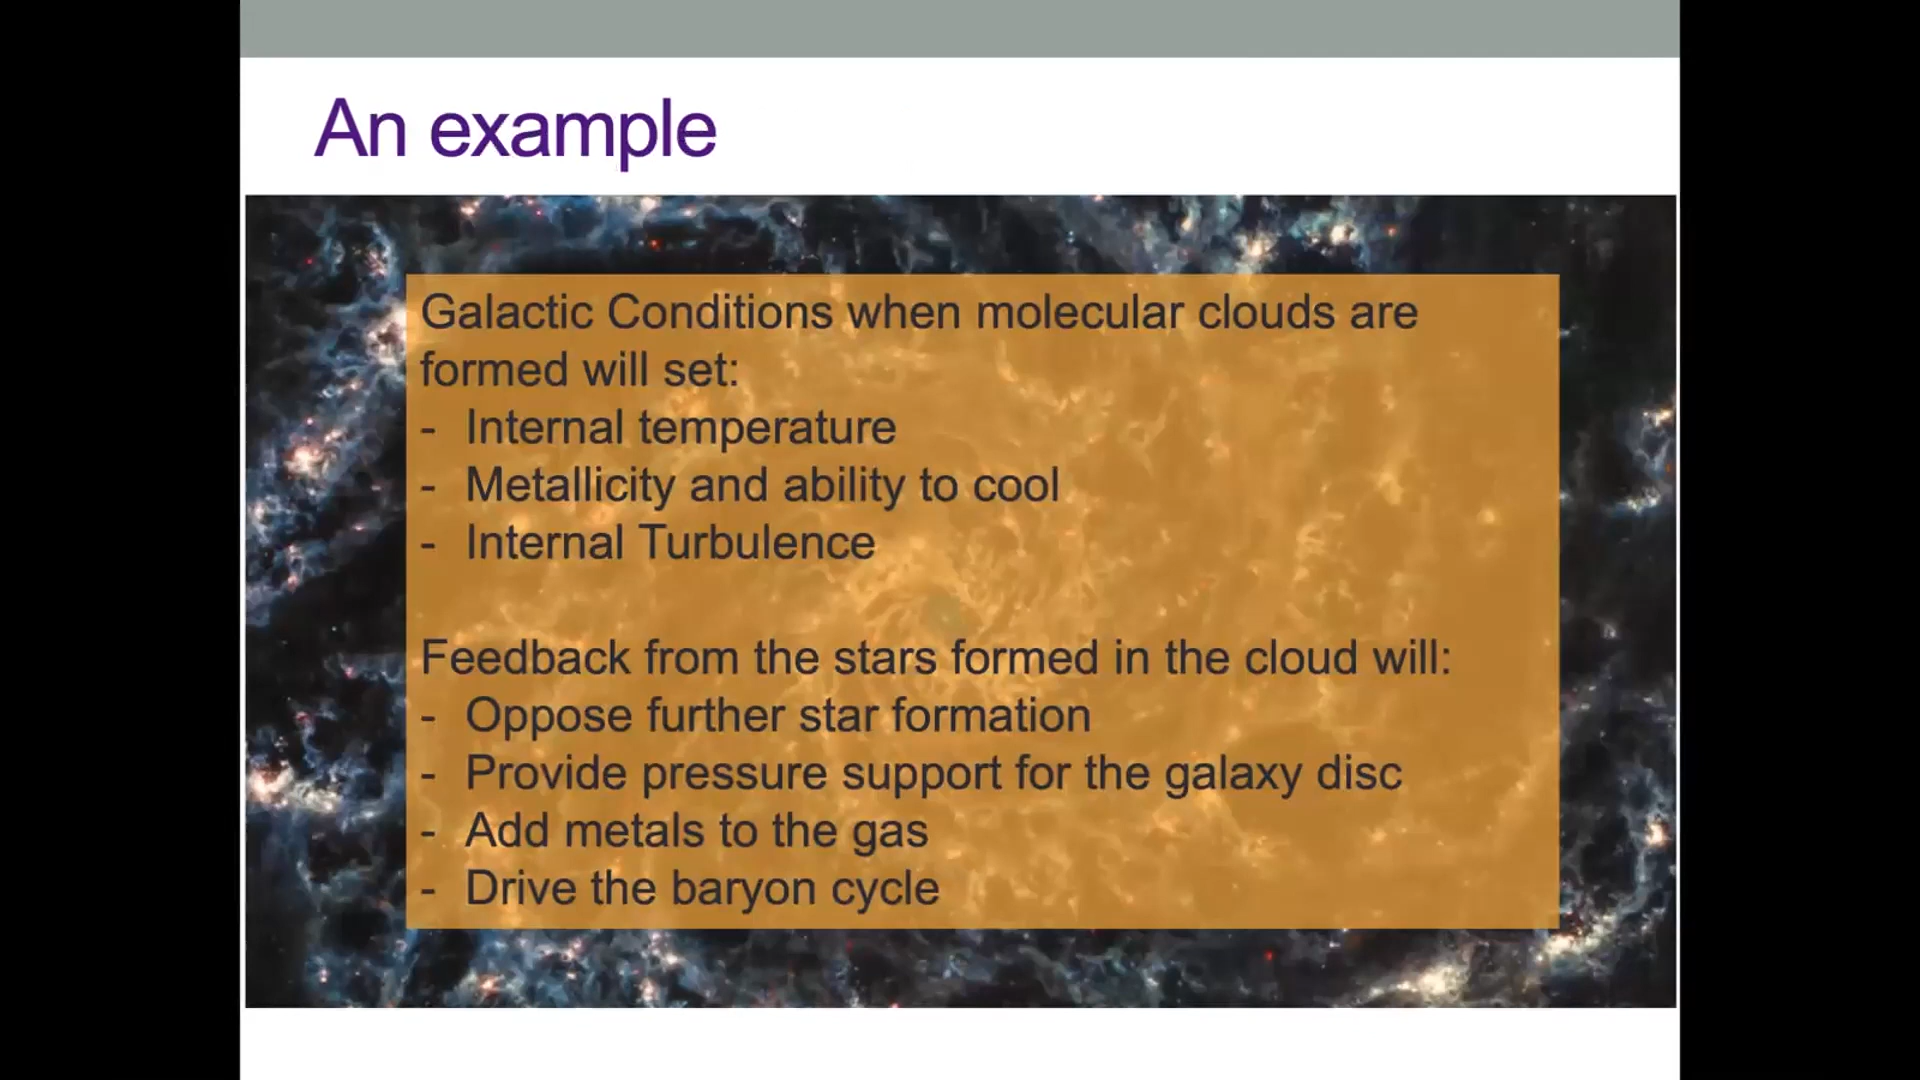 An example
Galactic Conditions when molecular clouds are
formed will set:
- Internal temperature
- Metallicity and ability to cool
- Internal Turbulence
Feedback from the stars formed in the cloud will:
- Oppose further star formation
- Provide pressure support for the galaxy disc
- Add metals to the gas
- Drive the baryon cycle